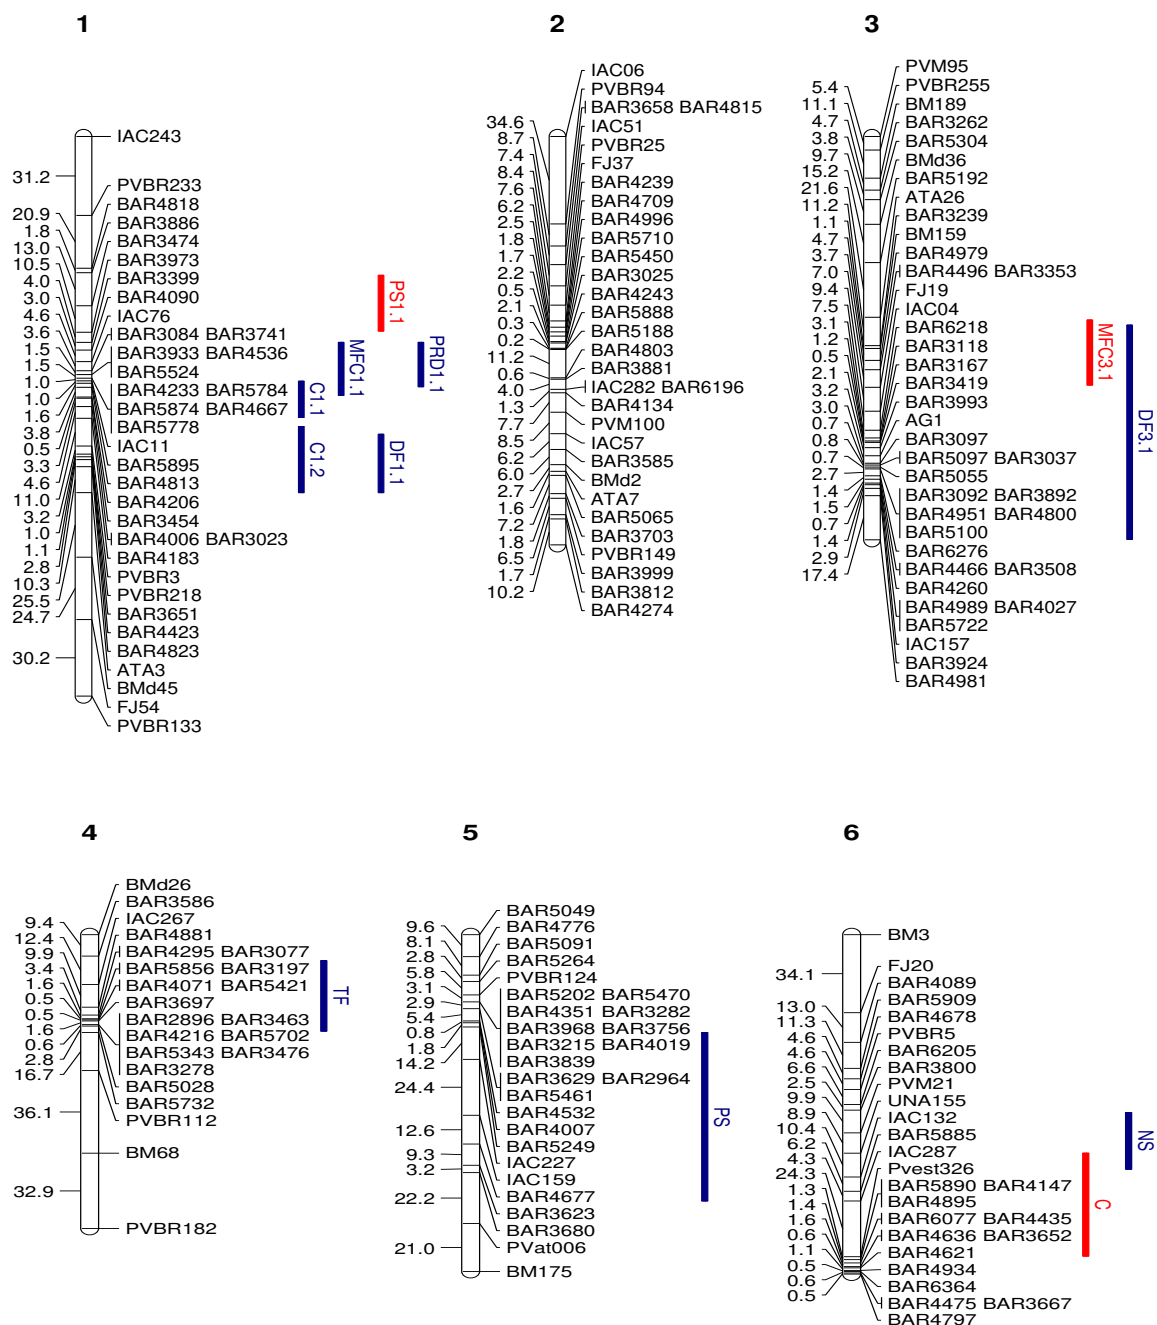 1
31.2
20.9
1.8
13.0
10.5
4.0
3.0
4.6
3.6
1.5
1.5
1.0
1.0
1.6
3.8
0.5
3.3
4.6
11.0
3.2
1.0
1.1
2.8
10.3
25.5
24.7
30.2
IAC243
PVBR233
BAR4818
BAR3886
BAR3474
BAR3973
BAR3399
BAR4090
IAC76
BAR3084 BAR3741
BAR3933 BAR4536
BAR5524
BAR4233 BAR5784
BAR5874 BAR4667
BAR5778
IAC11
BAR5895
BAR4813
BAR4206
BAR3454
BAR4006 BAR3023
BAR4183
PVBR3
PVBR218
BAR3651
BAR4423
BAR4823
ATA3
BMd45
FJ54
PVBR133
C1.1
C1.2
MFC1.1
PS1.1
DF1.1
PRD1.1
2
34.6
8.7
7.4
8.4
7.6
6.2
2.5
1.8
1.7
2.2
0.5
2.1
0.3
0.2
11.2
0.6
4.0
1.3
7.7
8.5
6.2
6.0
2.7
1.6
7.2
1.8
6.5
1.7
10.2
IAC06
PVBR94
BAR3658 BAR4815
IAC51
PVBR25
FJ37
BAR4239
BAR4709
BAR4996
BAR5710
BAR5450
BAR3025
BAR4243
BAR5888
BAR5188
BAR4803
BAR3881
IAC282 BAR6196
BAR4134
PVM100
IAC57
BAR3585
BMd2
ATA7
BAR5065
BAR3703
PVBR149
BAR3999
BAR3812
BAR4274
3
5.4
11.1
4.7
3.8
9.7
15.2
21.6
11.2
1.1
4.7
3.7
7.0
9.4
7.5
3.1
1.2
0.5
2.1
3.2
3.0
0.7
0.8
0.7
2.7
1.4
1.5
0.7
1.4
2.9
17.4
PVM95
PVBR255
BM189
BAR3262
BAR5304
BMd36
BAR5192
ATA26
BAR3239
BM159
BAR4979
BAR4496 BAR3353
FJ19
IAC04
BAR6218
BAR3118
BAR3167
BAR3419
BAR3993
AG1
BAR3097
BAR5097 BAR3037
BAR5055
BAR3092 BAR3892
BAR4951 BAR4800
BAR5100
BAR6276
BAR4466 BAR3508
BAR4260
BAR4989 BAR4027
BAR5722
IAC157
BAR3924
BAR4981
MFC3.1
DF3.1
4
9.4
12.4
9.9
3.4
1.6
0.5
0.5
1.6
0.6
2.8
16.7
36.1
32.9
BMd26
BAR3586
IAC267
BAR4881
BAR4295 BAR3077
BAR5856 BAR3197
BAR4071 BAR5421
BAR3697
BAR2896 BAR3463
BAR4216 BAR5702
BAR5343 BAR3476
BAR3278
BAR5028
BAR5732
PVBR112
BM68
PVBR182
TF
5
9.6
8.1
2.8
5.8
3.1
2.9
5.4
0.8
1.8
14.2
24.4
12.6
9.3
3.2
22.2
21.0
BAR5049
BAR4776
BAR5091
BAR5264
PVBR124
BAR5202 BAR5470
BAR4351 BAR3282
BAR3968 BAR3756
BAR3215 BAR4019
BAR3839
BAR3629 BAR2964
BAR5461
BAR4532
BAR4007
BAR5249
IAC227
IAC159
BAR4677
BAR3623
BAR3680
PVat006
BM175
PS
6
34.1
13.0
11.3
4.6
4.6
6.6
2.5
9.9
8.9
10.4
6.2
4.3
24.3
1.3
1.4
1.6
0.6
1.1
0.5
0.6
0.5
BM3
FJ20
BAR4089
BAR5909
BAR4678
PVBR5
BAR6205
BAR3800
PVM21
UNA155
IAC132
BAR5885
IAC287
Pvest326
BAR5890 BAR4147
BAR4895
BAR6077 BAR4435
BAR4636 BAR3652
BAR4621
BAR4934
BAR6364
BAR4475 BAR3667
BAR4797
C
NS